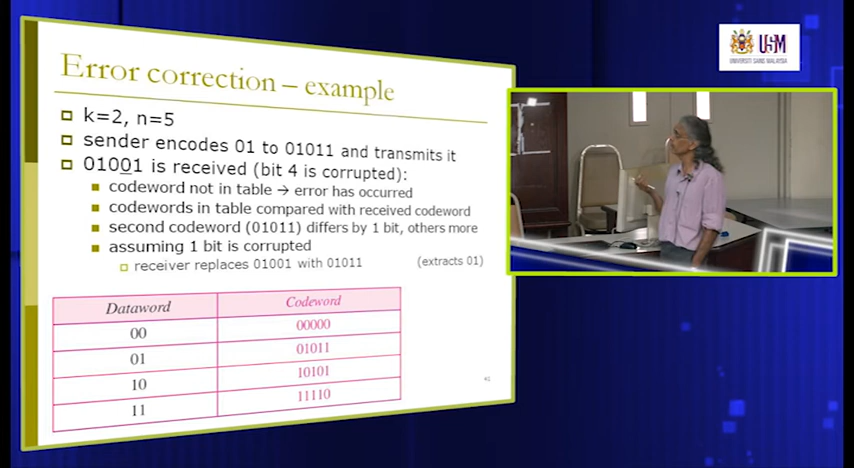 Error correction – example
k=2, n=5
sender encodes 01 to 01011 and transmits it
01001 is received (bit 4 is corrupted):
codeword not in table → error has occurred
codewords in table compared with received codeword
second codeword (01011) differs by 1 bit, others more
assuming 1 bit is corrupted
receiver replaces 01001 with 01011 (extracts 01)
Dataword Codeword
00 00000
01 01011
10 10101
11 11110
41
USM
UNIVERSITI SAINS MALAYSIA